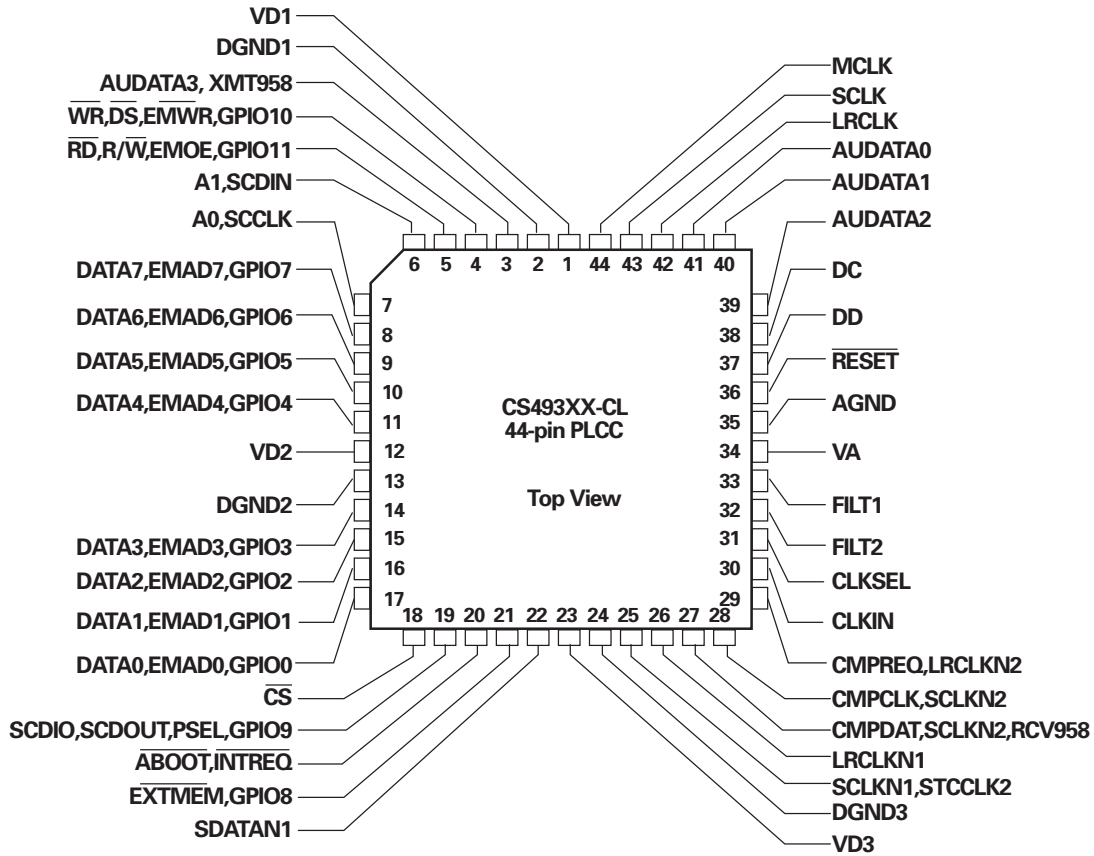 VD1
DGND1
AUDATA3, XMT958
WR,DS,EMWR,GPIO10
RD,R/W,EMOE,GPIO11
A1,SCDIN
A0,SCCLK
DATA7,EMAD7,GPIO7
DATA6,EMAD6,GPIO6
DATA5,EMAD5,GPIO5
DATA4,EMAD4,GPIO4
VD2
DGND2
DATA3,EMAD3,GPIO3
DATA2,EMAD2,GPIO2
DATA1,EMAD1,GPIO1
DATA0,EMAD0,GPIO0
CS
SCDIO,SCDOUT,PSEL,GPIO9
ABOOT,INTREQ
EXTMEM,GPIO8
SDATAN1
6 5 4 3 2 1 44 43 42 41 40
7
8
9
10
11
12
13
14
15
16
17
CS493XX-CL
44-pin PLCC
Top View
39
38
37
36
35
34
33
32
31
30
29
18 19 20 21 22 23 24 25 26 27 28
MCLK
SCLK
LRCLK
AUDATA0
AUDATA1
AUDATA2
DC
DD
RESET
AGND
VA
FILT1
FILT2
CLKSEL
CLKIN
CMPREQ,LRCLKN2
CMPCLK,SCLKN2
CMPDAT,SCLKN2,RCV958
LRCLKN1
SCLKN1,STCCLK2
DGND3
VD3